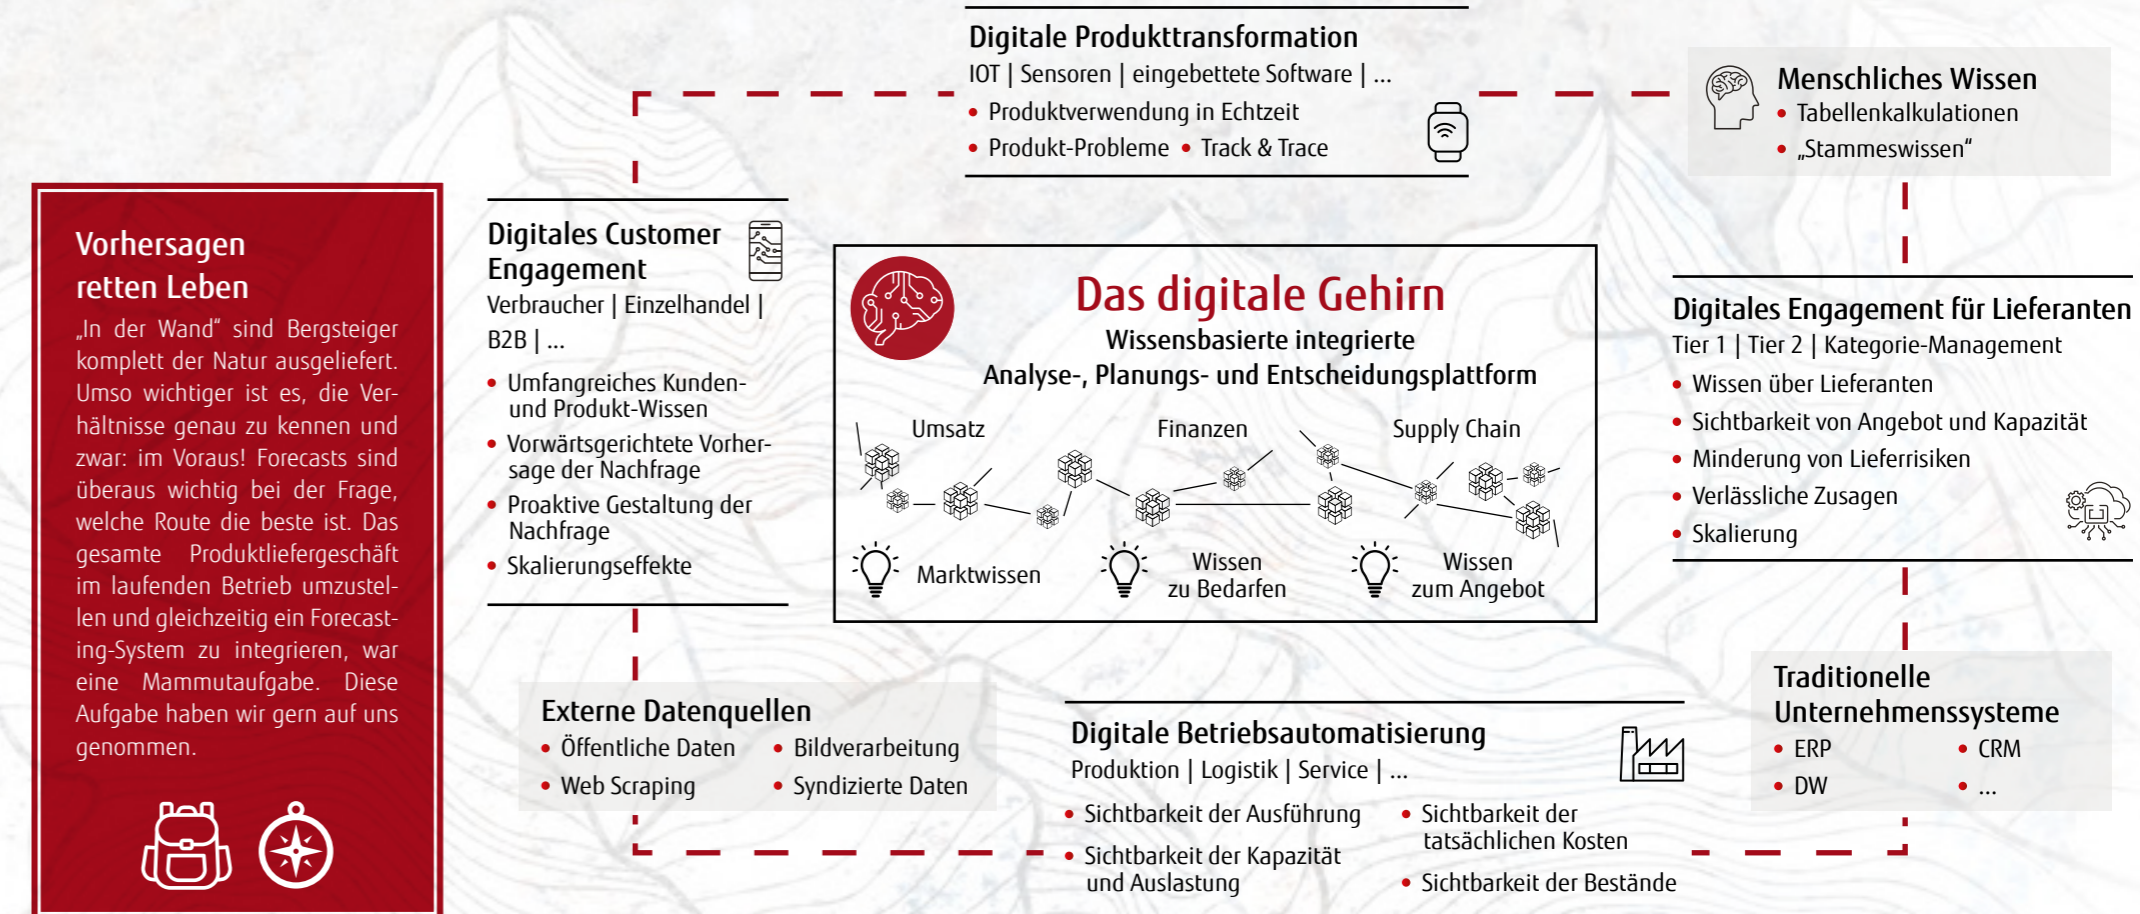 Digitale Produkttransformation
IOT | Sensoren | eingebettete Software | ...
• Produktverwendung in Echtzeit
• Produkt-Probleme • Track & Trace
Menschliches Wissen
• Tabellenkalkulationen
• „Stammeswissen“
Vorhersagen
retten Leben
„In der Wand“ sind Bergsteiger
komplett der Natur ausgeliefert.
Umso wichtiger ist es, die Ver-
hältnisse genau zu kennen und
zwar: im Voraus! Forecasts sind
überaus wichtig bei der Frage,
welche Route die beste ist. Das
gesamte Produktliefergeschäft
im laufenden Betrieb umzustel-
len und gleichzeitig ein Forecast-
ing-System zu integrieren, war
eine Mammutaufgabe. Diese
Aufgabe haben wir gern auf uns
genommen.
Digitales Customer
Engagement
Verbraucher | Einzelhandel |
B2B | ...
• Umfangreiches Kunden-
und Produkt-Wissen
• Vorwärtsgerichtete Vorher-
sage der Nachfrage
• Proaktive Gestaltung der
Nachfrage
• Skalierungseffekte
Das digitale Gehirn
Wissensbasierte integrierte
Analyse-, Planungs- und Entscheidungsplattform
Umsatz Finanzen Supply Chain
Marktwissen
Wissen
zu Bedarfen
Wissen
zum Angebot
Digitales Engagement für Lieferanten
Tier 1 | Tier 2 | Kategorie-Management
• Wissen über Lieferanten
• Sichtbarkeit von Angebot und Kapazität
• Minderung von Lieferrisiken
• Verlässliche Zusagen
• Skalierung
Externe Datenquellen
• Öffentliche Daten • Bildverarbeitung
• Web Scraping • Syndizierte Daten
Digitale Betriebsautomatisierung
Produktion | Logistik | Service | ...
• Sichtbarkeit der Ausführung
• Sichtbarkeit der Kapazität
und Auslastung
• Sichtbarkeit der
tatsächlichen Kosten
• Sichtbarkeit der Bestände
Traditionelle
Unternehmenssysteme
• ERP • CRM
• DW • ...